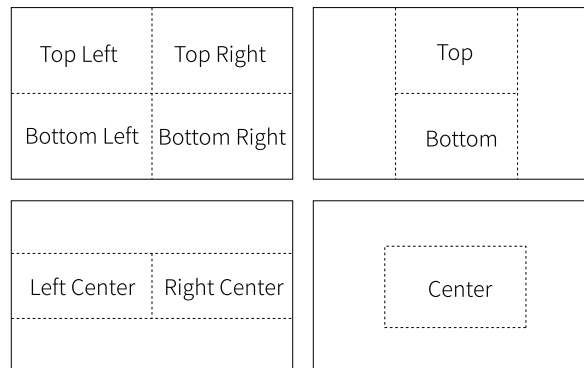 Top Left
Top Right
Bottom Left
Bottom Right
Top
Bottom
Left Center
Right Center
Center